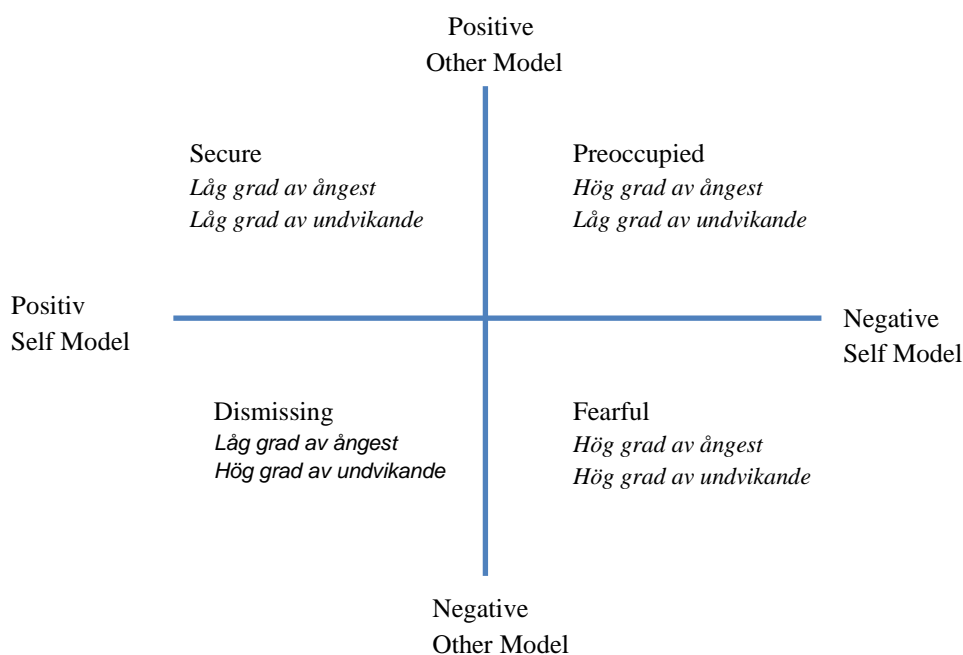 Positive
Other Model
Secure
Låg grad av ångest
Låg grad av undvikande
Preoccupied
Hög grad av ångest
Låg grad av undvikande
Positiv
Self Model
Negative
Self Model
Dismissing
Låg grad av ångest
Hög grad av undvikande
Fearful
Hög grad av ångest
Hög grad av undvikande
Negative
Other Model